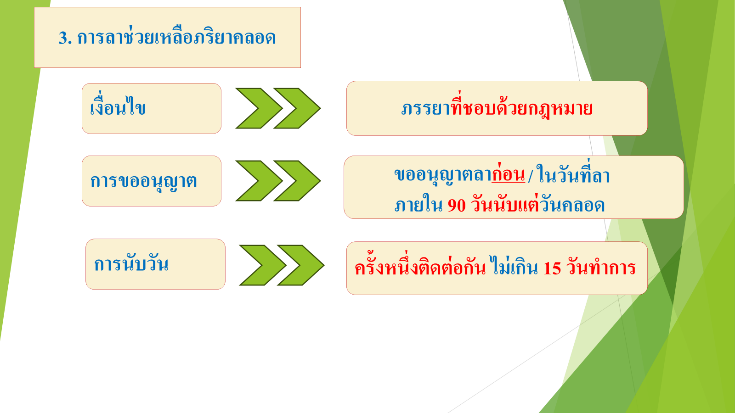 3. การลาช่วยเหลือภริยาคลอด
เงื่อนไข
ภรรยาที่ชอบด้วยกฎหมาย
การขออนุญาต
ขออนุญาตลาก่อน / ในวันที่ลา
ภายใน 90 วันนับแต่วันคลอด
การนับวัน
ครั้งหนึ่งติดต่อกัน ไม่เกิน 15 วันทำการ